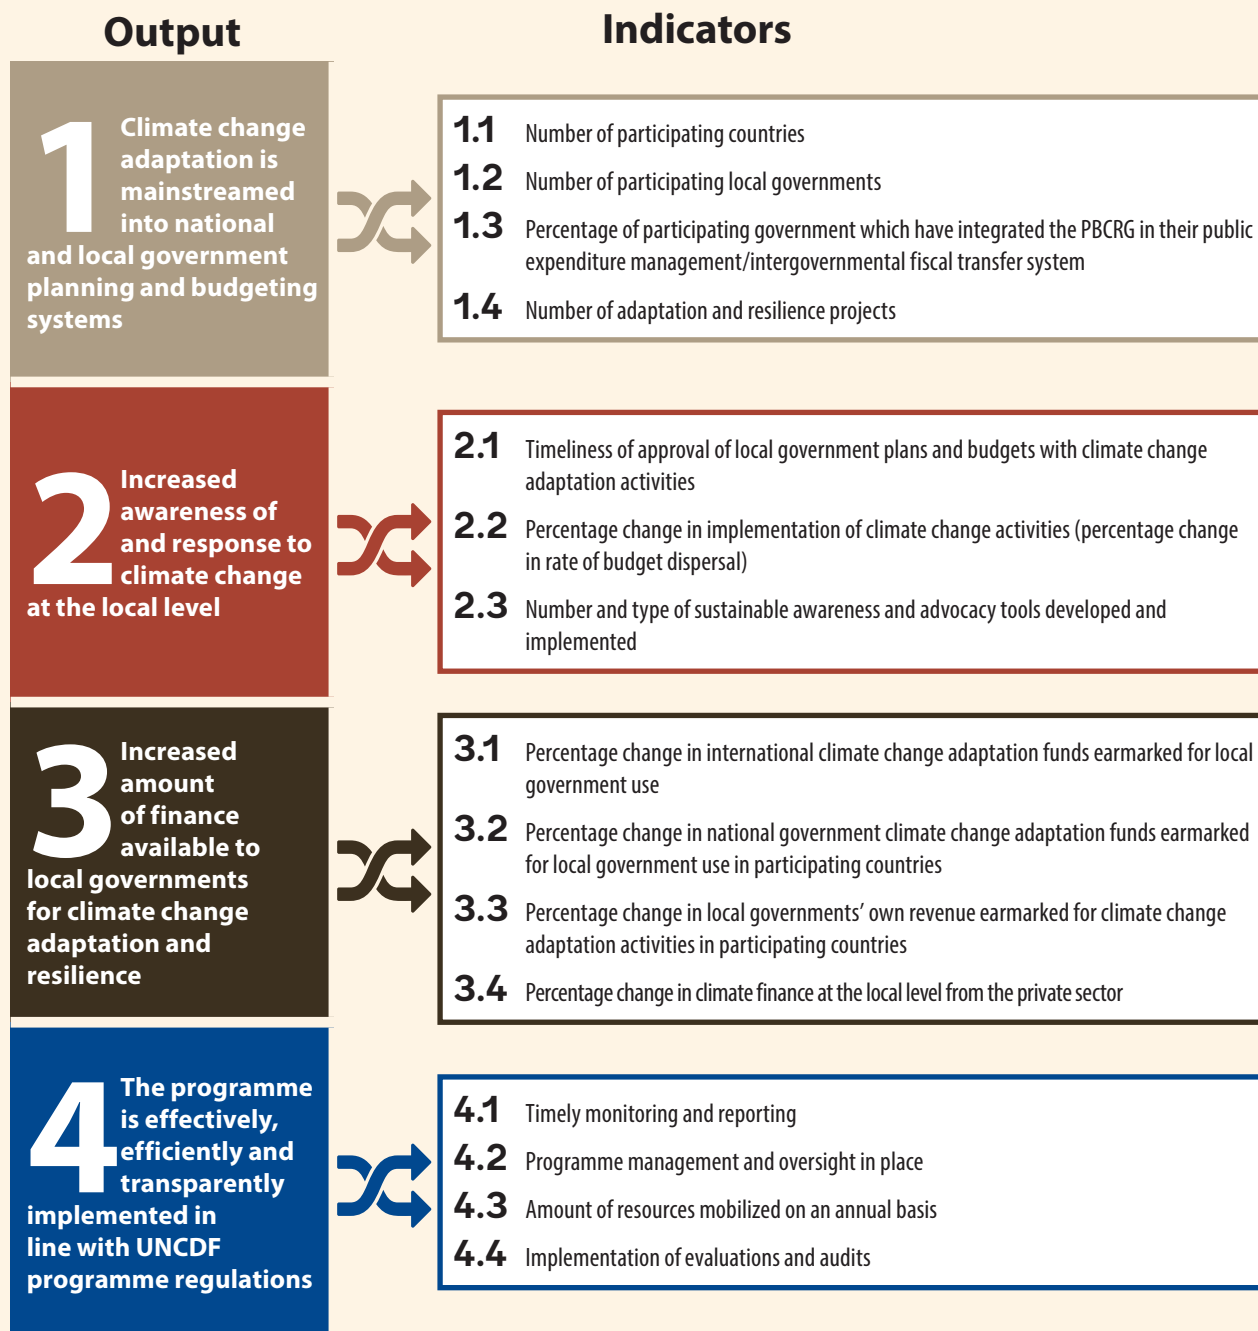 Output
Indicators
1
Climate change
adaptation is
mainstreamed
into national
and local government
planning and budgeting
systems
1.1 Number of participating countries
1.2 Number of participating local governments
1.3 Percentage of participating government which have integrated the PBCRG in their public
expenditure management/intergovernmental fiscal transfer system
1.4 Number of adaptation and resilience projects
2
Increased
awareness of
and response to
climate change
at the local level
2.1 Timeliness of approval of local government plans and budgets with climate change
adaptation activities
2.2 Percentage change in implementation of climate change activities (percentage change
in rate of budget dispersal)
2.3 Number and type of sustainable awareness and advocacy tools developed and
implemented
3
Increased
amount
of finance
available to
local governments
for climate change
adaptation and
resilience
3.1 Percentage change in international climate change adaptation funds earmarked for local
government use
3.2 Percentage change in national government climate change adaptation funds earmarked
for local government use in participating countries
3.3 Percentage change in local governments’ own revenue earmarked for climate change
adaptation activities in participating countries
3.4 Percentage change in climate finance at the local level from the private sector
4
The programme
is effectively,
efficiently and
transparently
implemented in
line with UNCDF
programme regulations
4.1 Timely monitoring and reporting
4.2 Programme management and oversight in place
4.3 Amount of resources mobilized on an annual basis
4.4 Implementation of evaluations and audits